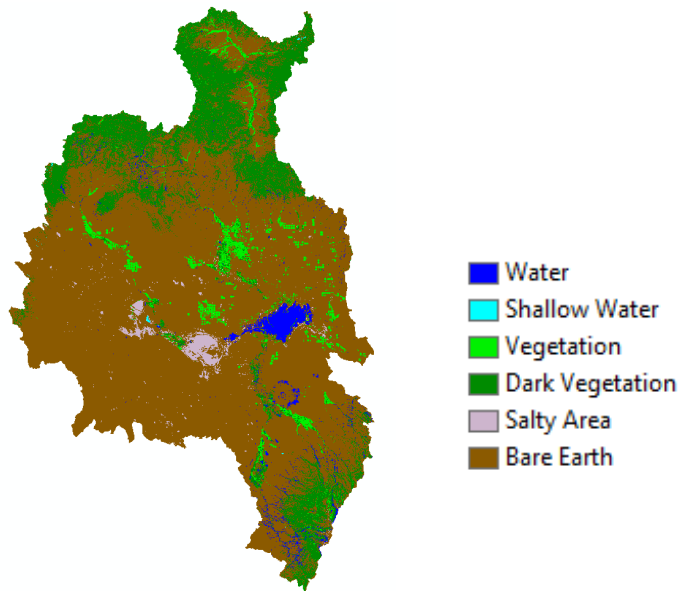 Water
Shallow Water
Vegetation
Dark Vegetation
Salty Area
Bare Earth